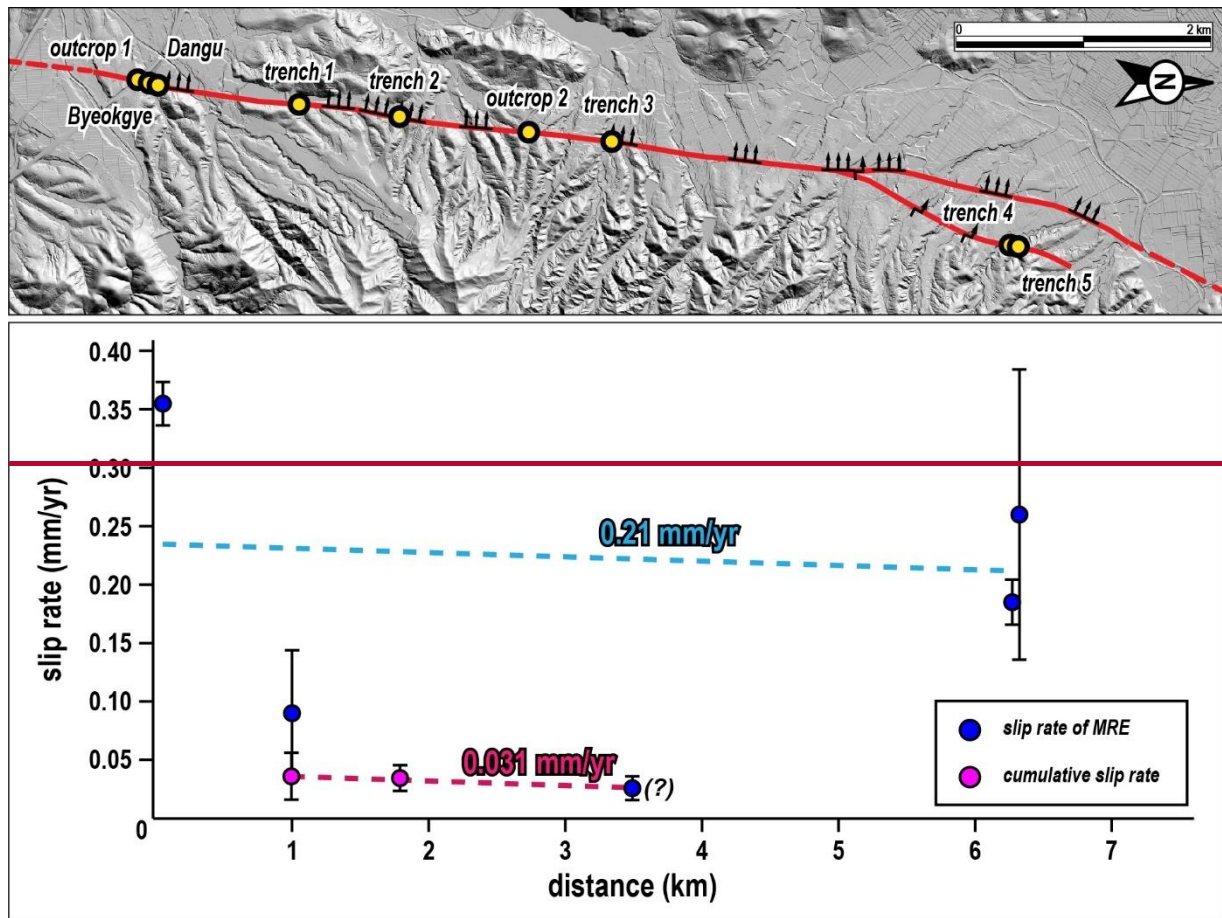 0 2 km
N
outcrop 1
Dangu
Byeokgye
trench 1
trench 2
outcrop 2
trench 3
trench 4
trench 5
slip rate (mm/yr)
0.40
0.35
0.30
0.25
0.20
0.15
0.10
0.05
0
0.21 mm/yr
0.031 mm/yr
(?)
slip rate of MRE
cumulative slip rate
1 2 3 4 5 6 7
distance (km)